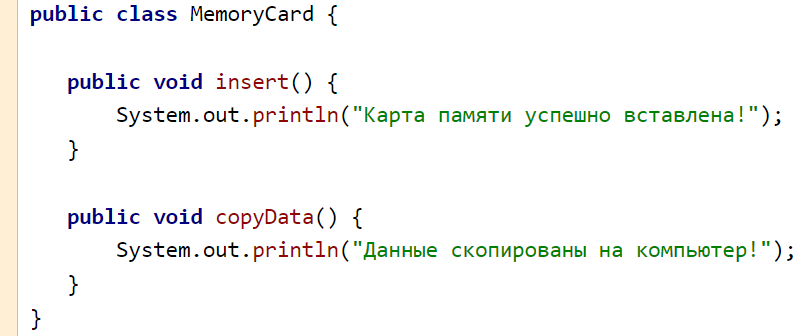 public class MemoryCard {
public void insert() {
System.out.println("Карта памяти успешно вставлена!");
}
public void copyData() {
System.out.println("Данные скопированы на компьютер!");
}
}